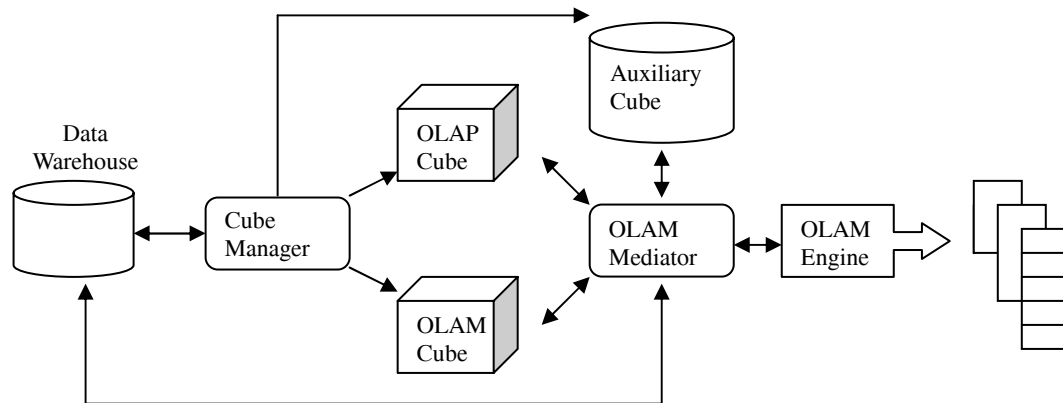 Auxiliary
Cube
Data
Warehouse
OLAP
Cube
Cube
Manager
OLAM
Mediator
OLAM
Engine
OLAM
Cube